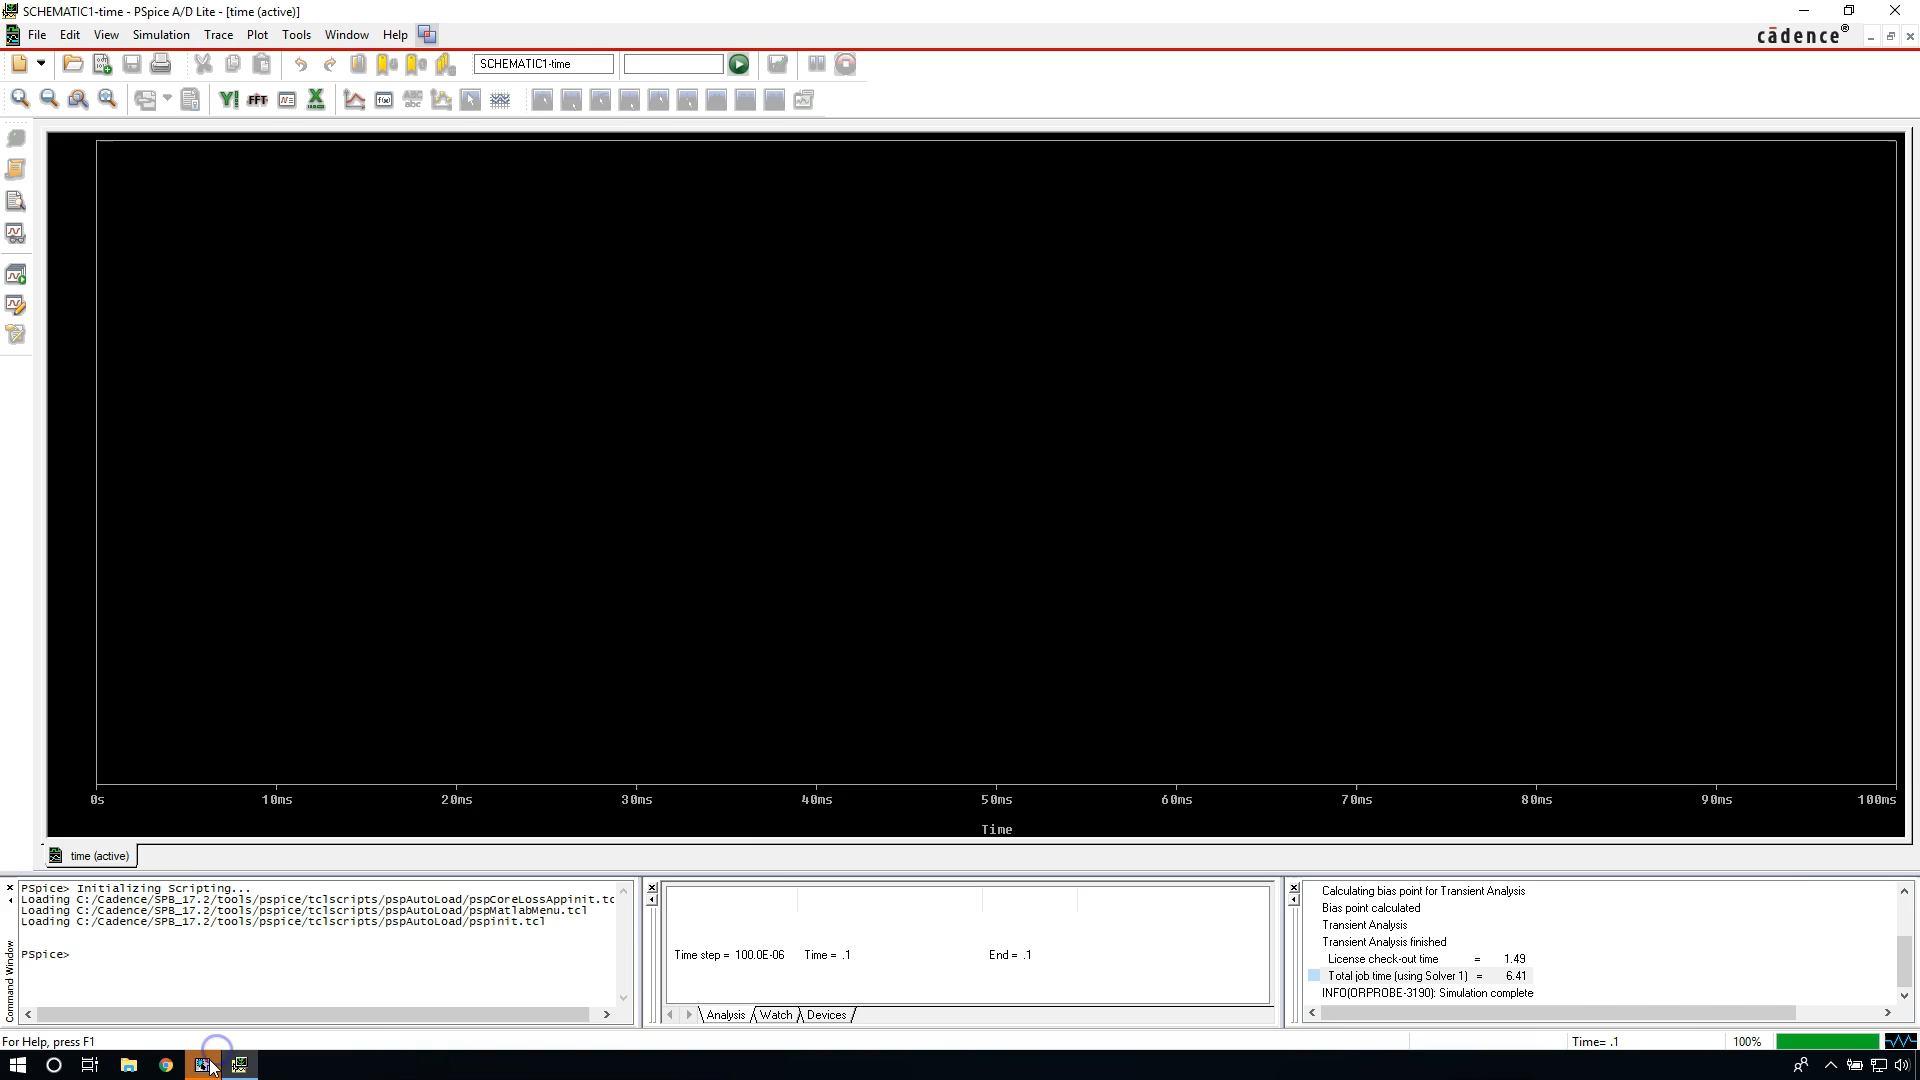 SCHEMATIC1-time - PSpice A/D Lite - [time (active)]
File Edit View Simulation Trace Plot Tools Window Help
cādence®
SCHEMATIC1-time
FFT
0s 10ms 20ms 30ms 40ms 50ms 60ms 70ms 80ms 90ms 100ms
Time
time (active)
Command Window
PSpice> Initializing Scripting...
Loading C:/Cadence/SPB_17.2/tools/pspice/tclscripts/pspAutoLoad/pspCoreLossAppinit.tc
Loading C:/Cadence/SPB_17.2/tools/pspice/tclscripts/pspAutoLoad/pspMatlabMenu.tcl
Loading C:/Cadence/SPB_17.2/tools/pspice/tclscripts/pspAutoLoad/pspinit.tcl
PSpice>
Time step = 100.0E-06 Time = .1 End = .1
Analysis Watch Devices
Calculating bias point for Transient Analysis
Bias point calculated
Transient Analysis
Transient Analysis finished
License check-out time = 1.49
Total job time (using Solver 1) = 6.41
INFO(ORPROBE-3190): Simulation complete
For Help, press F1
Time= .1 100%